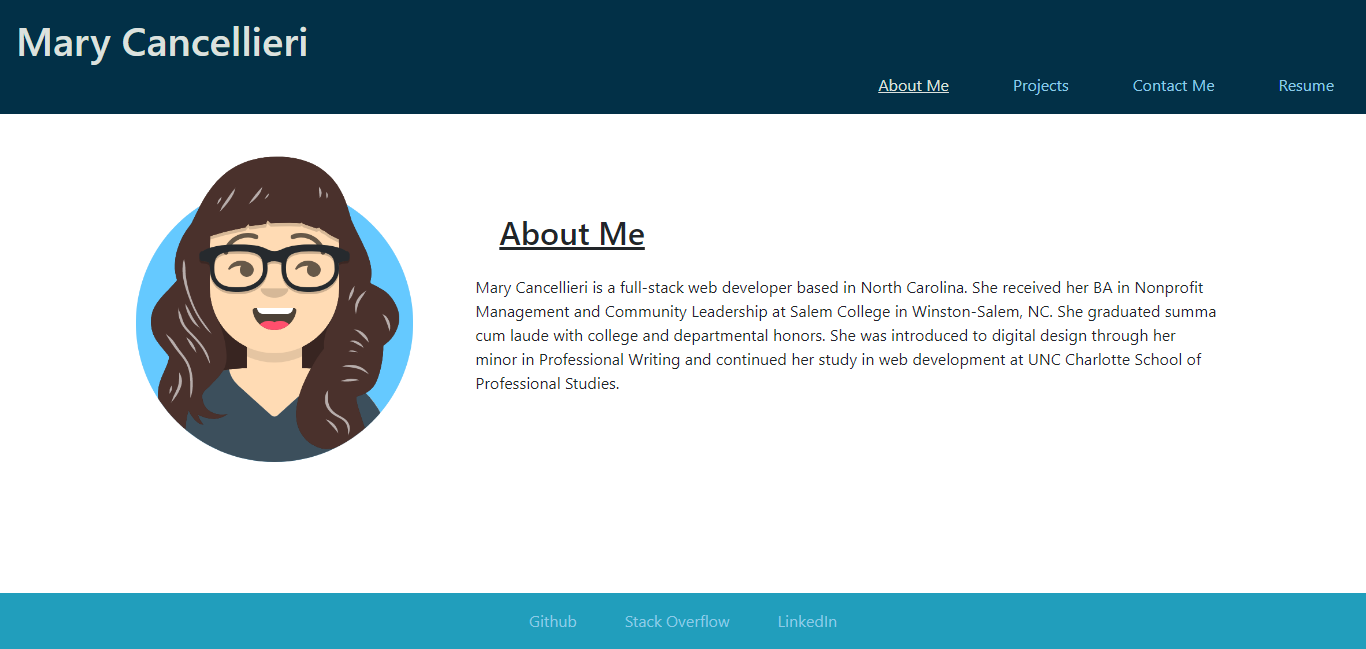 Mary Cancellieri
About Me Projects Contact Me Resume
About Me
Mary Cancellieri is a full-stack web developer based in North Carolina. She received her BA in Nonprofit
Management and Community Leadership at Salem College in Winston-Salem, NC. She graduated summa
cum laude with college and departmental honors. She was introduced to digital design through her
minor in Professional Writing and continued her study in web development at UNC Charlotte School of
Professional Studies.
Github Stack Overflow LinkedIn